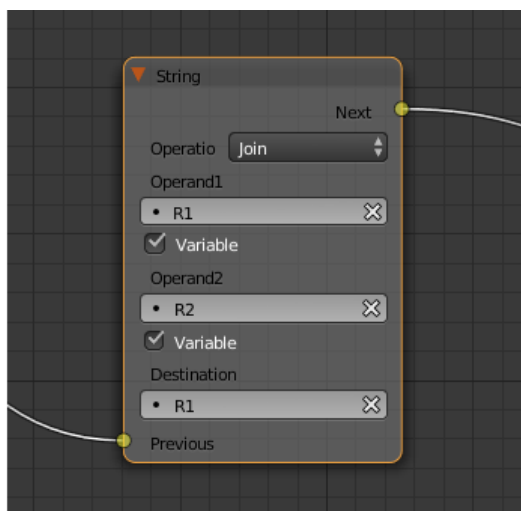 String
Next
Operatio Join
Operand1
R1
Variable
Operand2
R2
Variable
Destination
R1
Previous